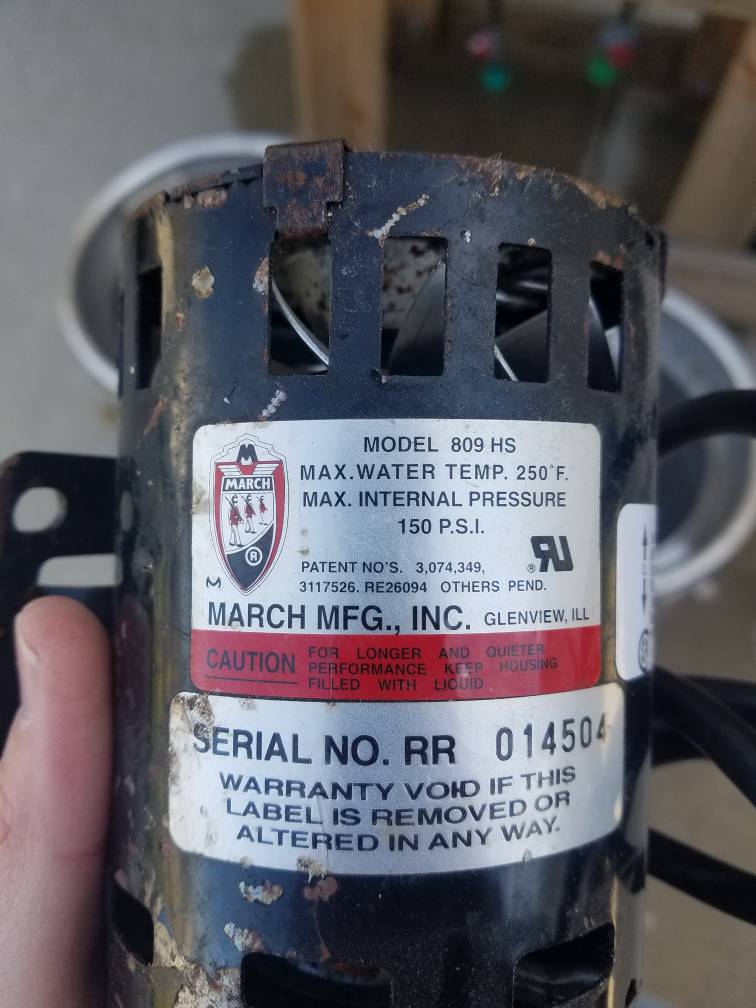 MODEL 809 HS
MARCH
MAX.WATER TEMP. 250°F.
MAX. INTERNAL PRESSURE
150 P.S.I.
PATENT NO'S. 3,074,349,
3117526. RE26094 OTHERS PEND.
MARCH MFG., INC. GLENVIEW, ILL
CAUTION
FOR LONGER AND QUIETER
PERFORMANCE KEEP HOUSING
FILLED WITH LIQUID
SERIAL NO. RR 014504
WARRANTY VOID IF THIS
LABEL IS REMOVED OR
ALTERED IN ANY WAY.